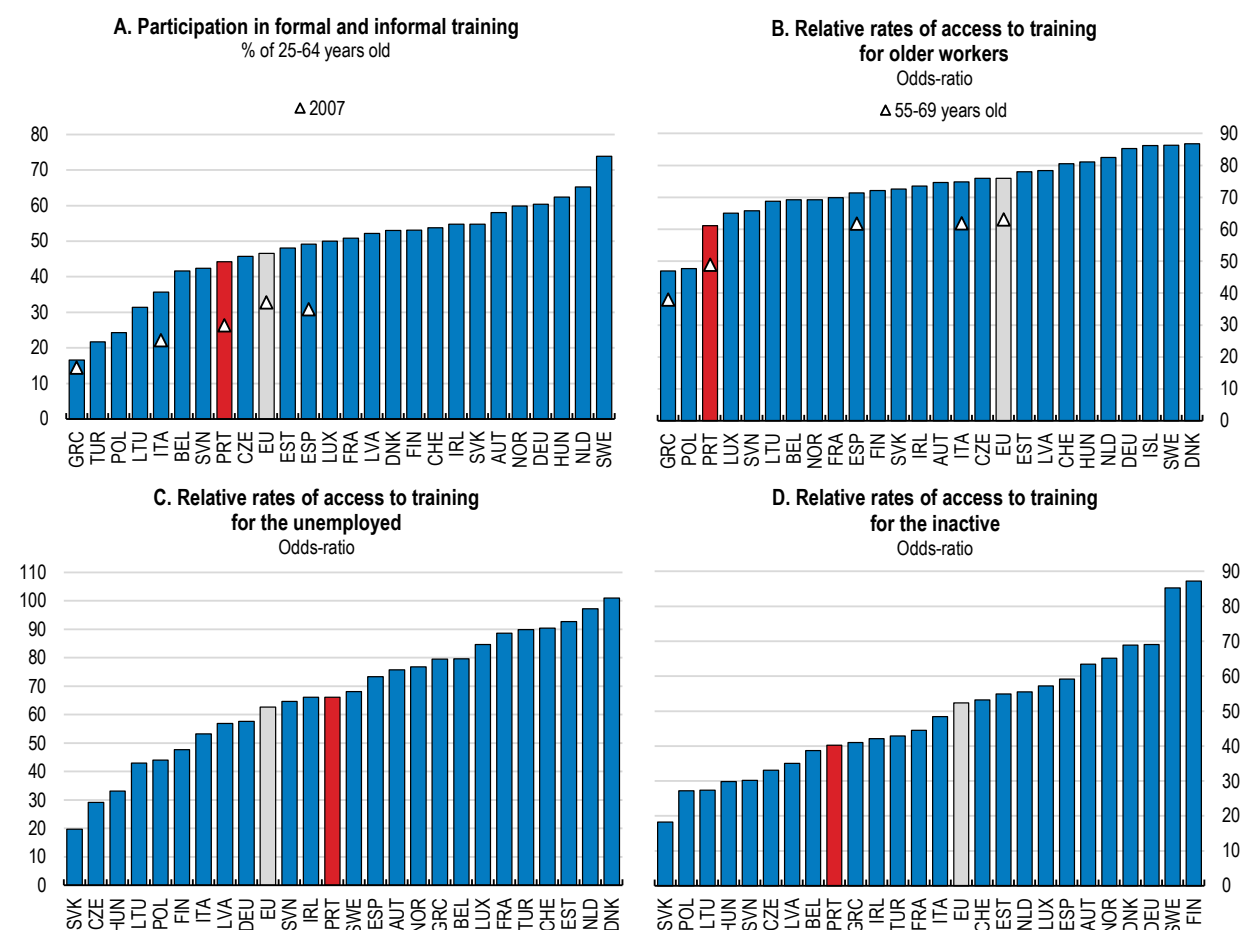 A. Participation in formal and informal training
% of 25-64 years old
△ 2007
80
70
60
50
40
30
20
10
0
GRC TUR POL LTU ITA BEL SVN PRT CZE EU EST ESP LUX FRA LVA DNK FIN CHE IRL SVK AUT NOR DEU HUN NLD SWE
B. Relative rates of access to training
for older workers
Odds-ratio
△ 55-69 years old
90
80
70
60
50
40
30
20
10
0
GRC POL PRT LUX SVN LTU BEL NOR FRA ESP FIN SVK IRL AUT ITA CZE EU EST LVA CHE HUN NLD DEU ISL SWE DNK
C. Relative rates of access to training
for the unemployed
Odds-ratio
110
100
90
80
70
60
50
40
30
20
10
0
SVK CZE HUN LTU POL FIN ITA LVA DEU EU SVN IRL PRT SWE ESP AUT NOR GRC BEL LUX FRA TUR CHE EST NLD DNK
D. Relative rates of access to training
for the inactive
Odds-ratio
90
80
70
60
50
40
30
20
10
0
SVK POL LTU HUN SVN CZE LVA BEL PRT GRC IRL TUR FRA ITA EU CHE EST NLD LUX ESP AUT NOR DNK DEU SWE FIN